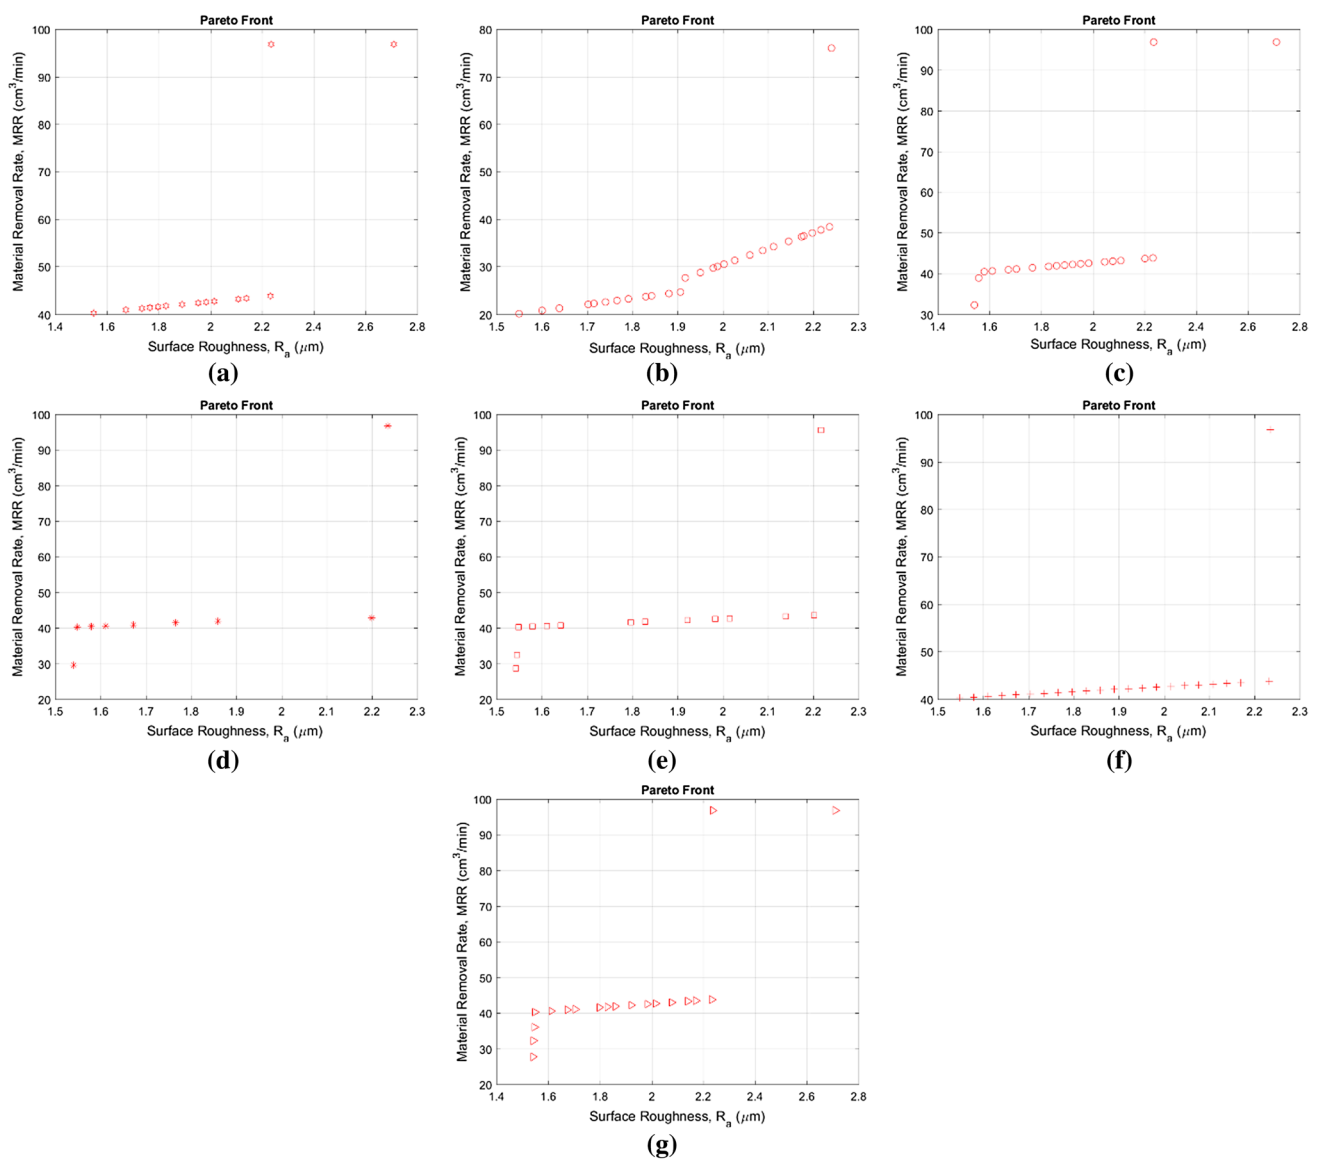 Pareto Front
Material Removal Rate, MRR (cm³/min)
100
90
80
70
60
50
40
1.4 1.6 1.8 2 2.2 2.4 2.6 2.8
Surface Roughness, Rₐ (μm)
(a)
Pareto Front
Material Removal Rate, MRR (cm³/min)
80
70
60
50
40
30
20
1.5 1.6 1.7 1.8 1.9 2 2.1 2.2 2.3
Surface Roughness, Rₐ (μm)
(b)
Pareto Front
Material Removal Rate, MRR (cm³/min)
100
90
80
70
60
50
40
30
1.4 1.6 1.8 2 2.2 2.4 2.6 2.8
Surface Roughness, Rₐ (μm)
(c)
Pareto Front
Material Removal Rate, MRR (cm³/min)
100
90
80
70
60
50
40
30
20
1.5 1.6 1.7 1.8 1.9 2 2.1 2.2 2.3
Surface Roughness, Rₐ (μm)
(d)
Pareto Front
Material Removal Rate, MRR (cm³/min)
100
90
80
70
60
50
40
30
20
1.5 1.6 1.7 1.8 1.9 2 2.1 2.2 2.3
Surface Roughness, Rₐ (μm)
(e)
Pareto Front
Material Removal Rate, MRR (cm³/min)
100
90
80
70
60
50
40
1.5 1.6 1.7 1.8 1.9 2 2.1 2.2 2.3
Surface Roughness, Rₐ (μm)
(f)
Pareto Front
Material Removal Rate, MRR (cm³/min)
100
90
80
70
60
50
40
30
20
1.4 1.6 1.8 2 2.2 2.4 2.6 2.8
Surface Roughness, Rₐ (μm)
(g)